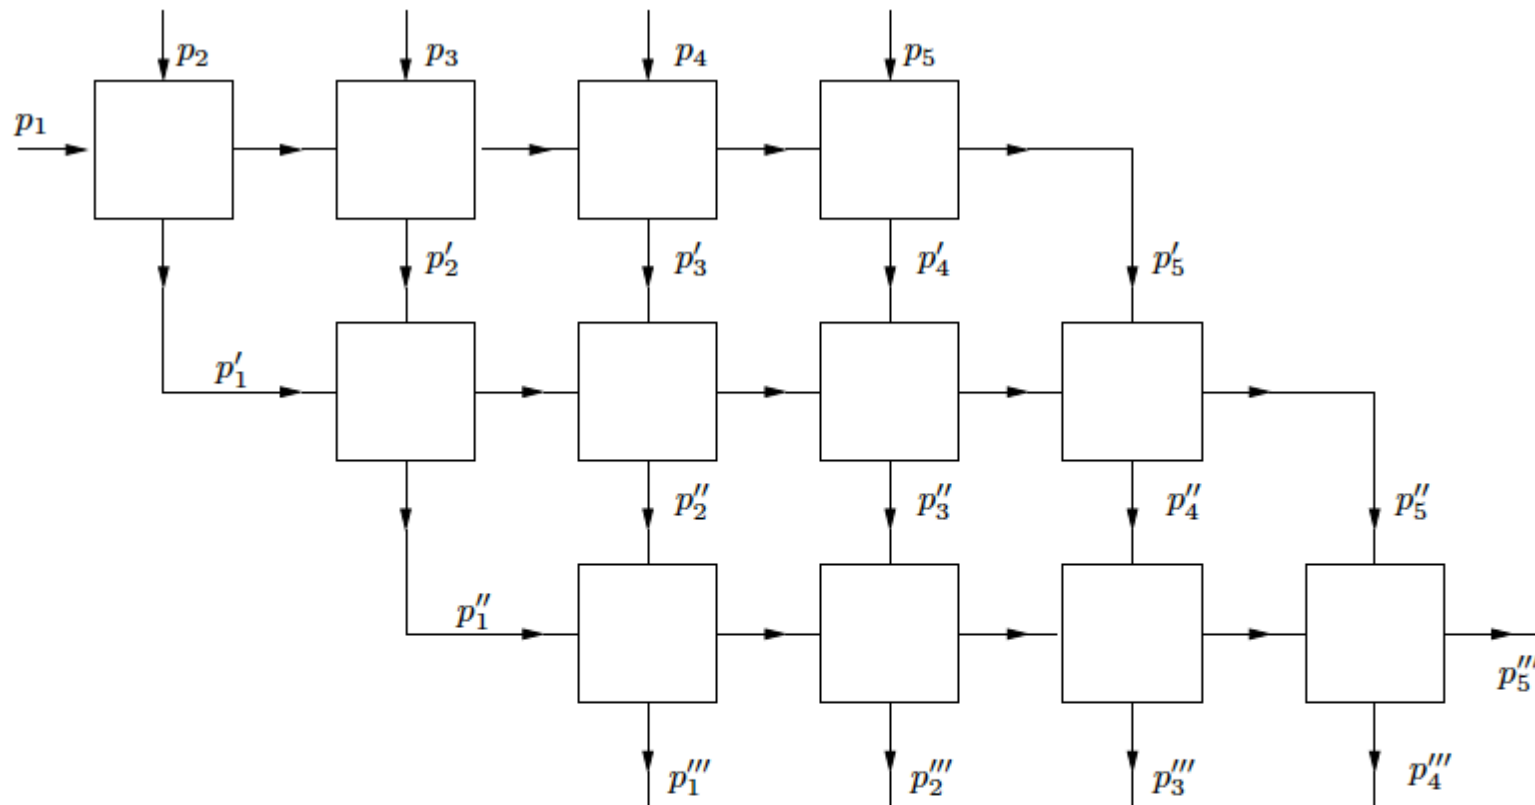 p₂ p₃ p₄ p₅
p₁
p′₂ p′₃ p′₄ p′₅
p′₁
p″₂ p″₃ p″₄ p″₅
p″₁
p‴₅
p‴₁ p‴₂ p‴₃ p‴₄